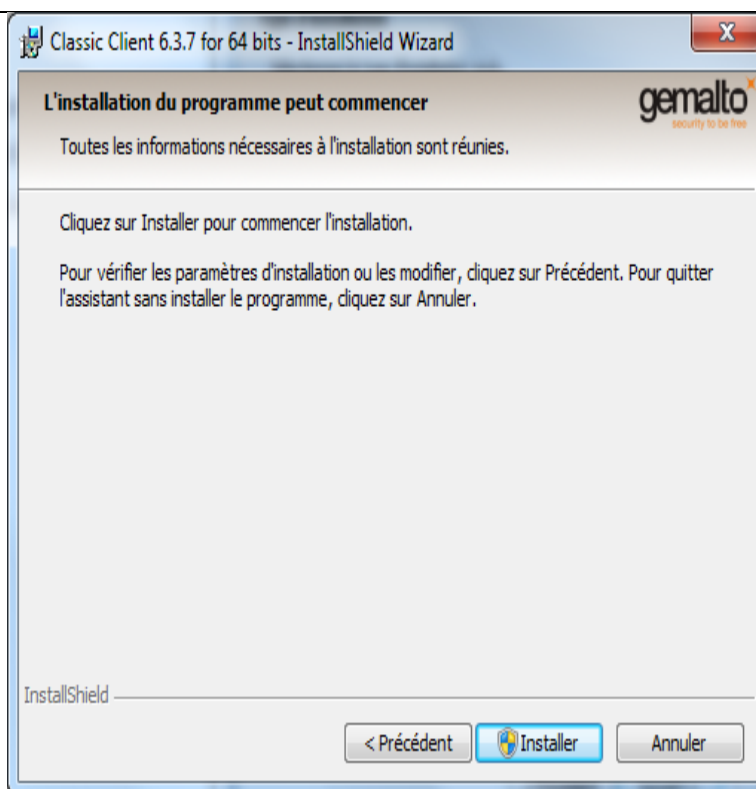 Classic Client 6.3.7 for 64 bits - InstallShield Wizard
L'installation du programme peut commencer
gemalto
security to be free
Toutes les informations nécessaires à l'installation sont réunies.
Cliquez sur Installer pour commencer l'installation.
Pour vérifier les paramètres d'installation ou les modifier, cliquez sur Précédent. Pour quitter
l'assistant sans installer le programme, cliquez sur Annuler.
InstallShield
< Précédent
Installer
Annuler